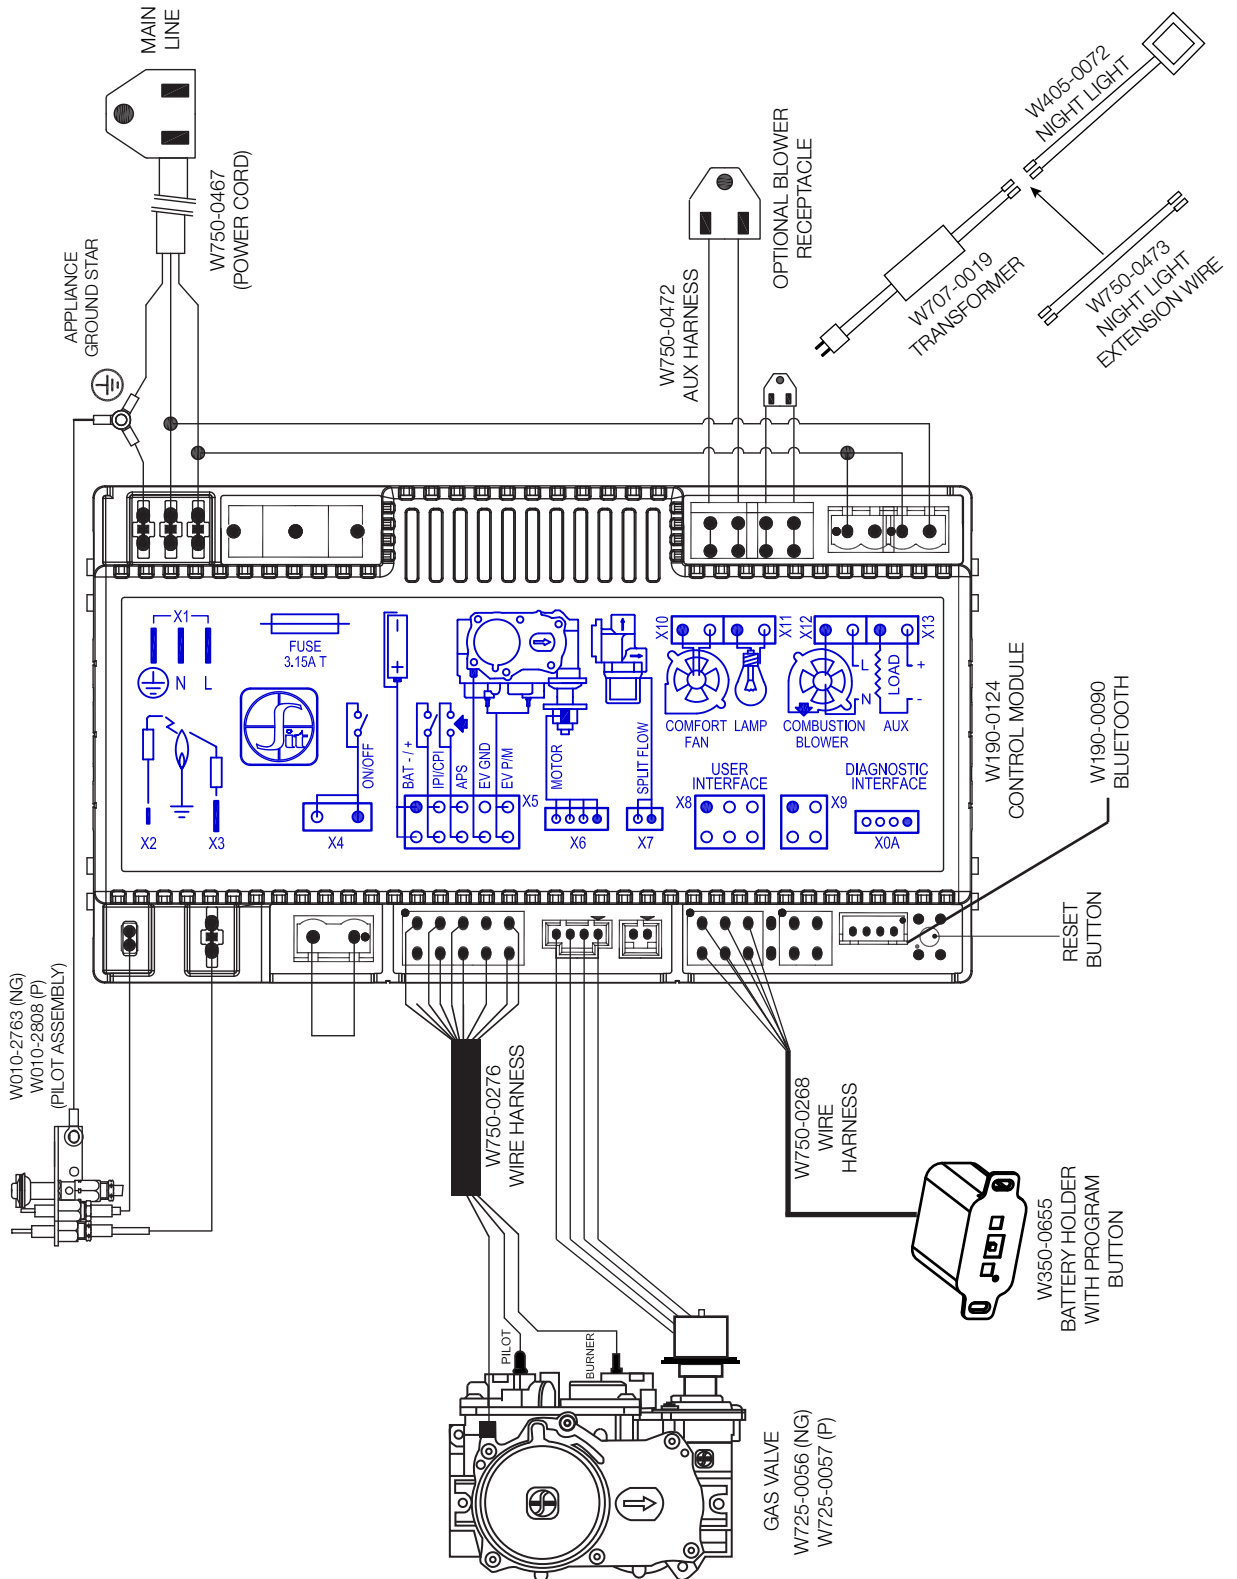 MAIN
LINE
W750-0467
(POWER CORD)
APPLIANCE
GROUND STAR
OPTIONAL BLOWER
RECEPTACLE
W750-0472
AUX HARNESS
W405-0072
NIGHT LIGHT
W707-0019
TRANSFORMER
W750-0473
NIGHT LIGHT
EXTENSION WIRE
X1
N
L
FUSE
3.15A T
X10
X11
X12
X13
L
N
LOAD
+
-
COMFORT
FAN
LAMP
COMBUSTION
BLOWER
AUX
Sit
- +
ON/OFF
BAT - / +
IPI/CPI
APS
EV GND
EV P/M
MOTOR
SPLIT FLOW
USER
INTERFACE
DIAGNOSTIC
INTERFACE
X2
X3
X4
X5
X6
X7
X8
X9
X0A
W190-0124
CONTROL MODULE
W190-0090
BLUETOOTH
RESET
BUTTON
W010-2763 (NG)
W010-2808 (P)
(PILOT ASSEMBLY)
W750-0276
WIRE HARNESS
W750-0268
WIRE
HARNESS
W350-0655
BATTERY HOLDER
WITH PROGRAM
BUTTON
PILOT
BURNER
GAS VALVE
W725-0056 (NG)
W725-0057 (P)